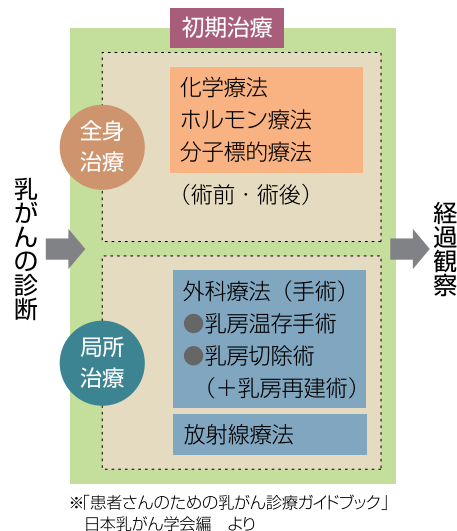 初期治療
乳がんの診断
全身
治療
化学療法
ホルモン療法
分子標的療法
（術前・術後）
局所
治療
外科療法（手術）
●乳房温存手術
●乳房切除術
（＋乳房再建術）
放射線療法
経過観察
※「患者さんのための乳がん診療ガイドブック」
日本乳がん学会編　より